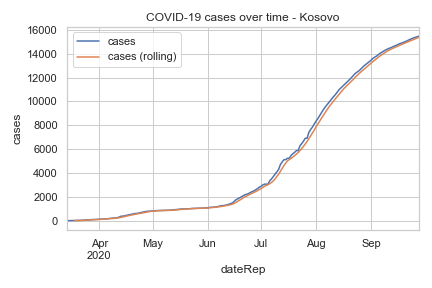 COVID-19 cases over time - Kosovo
cases
cases (rolling)
16000
14000
12000
10000
8000
6000
4000
2000
0
cases
Apr May Jun Jul Aug Sep
2020
dateRep